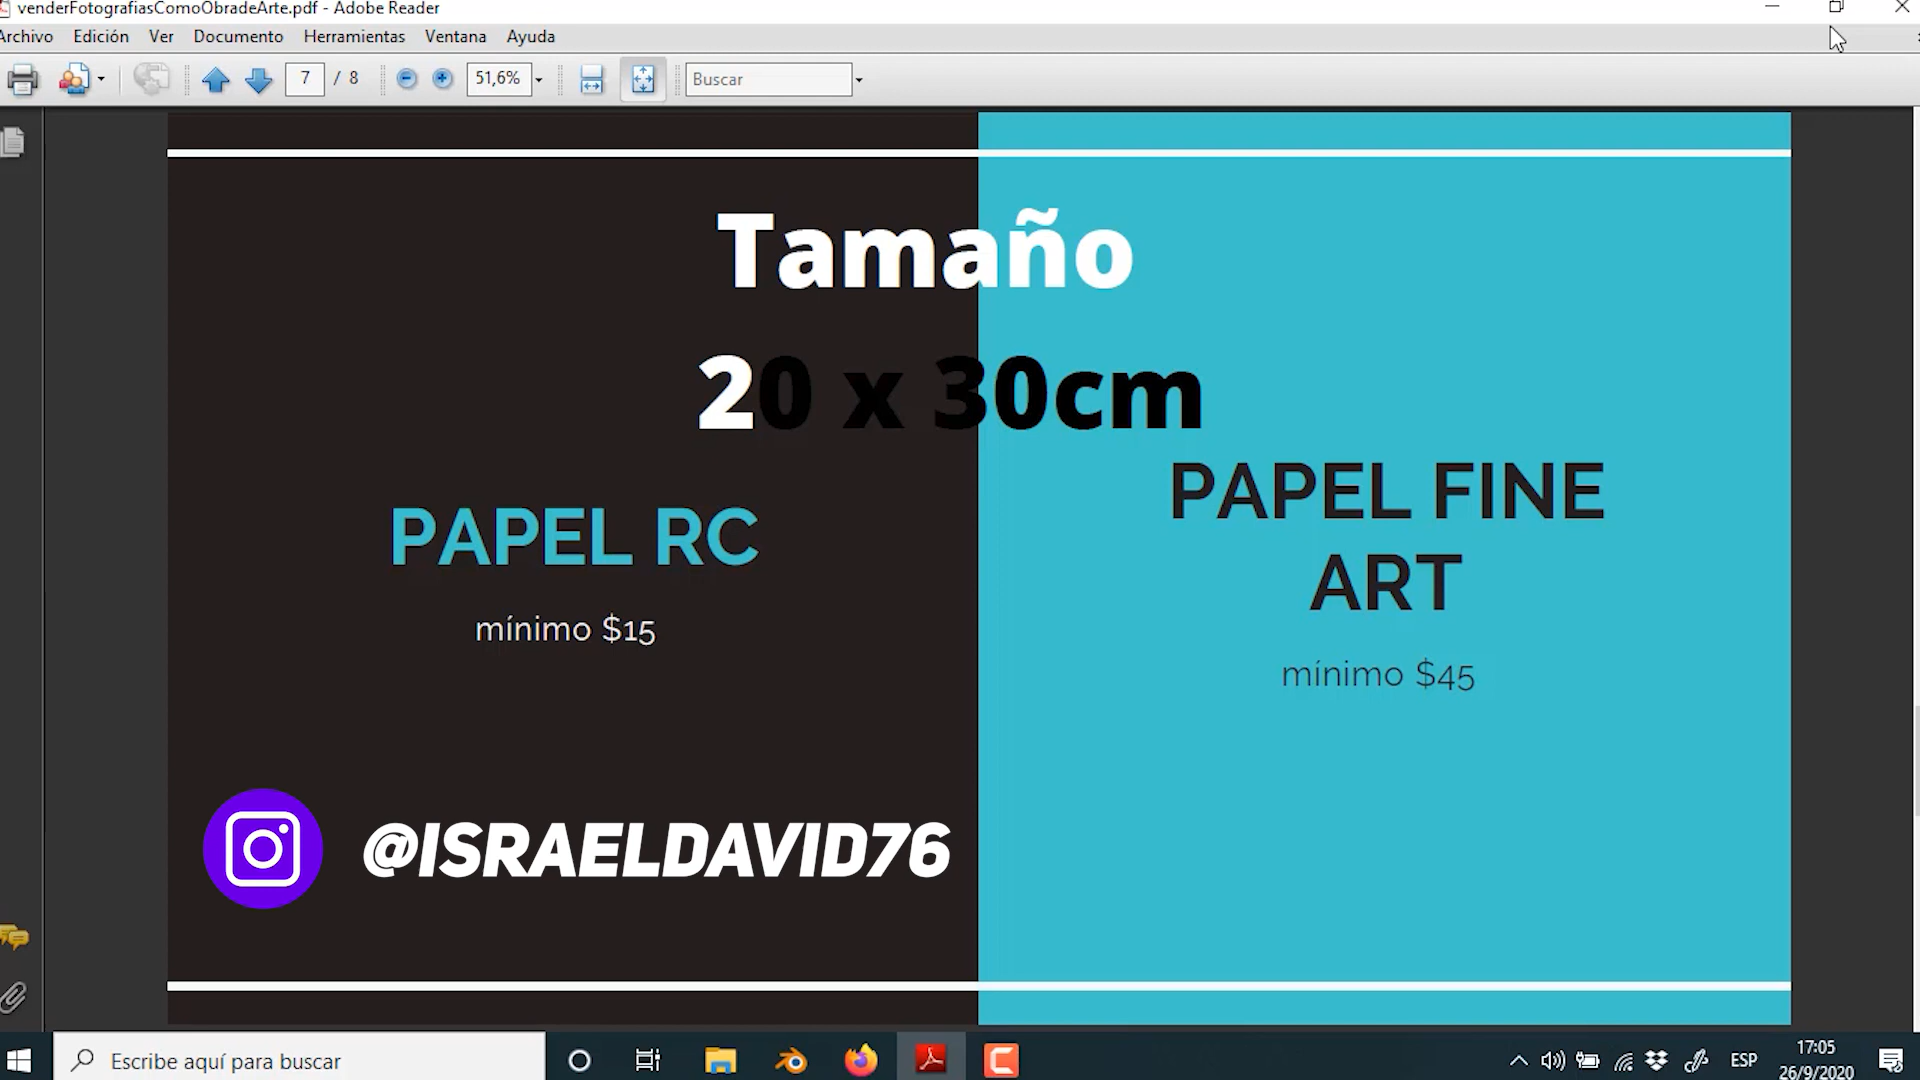 venderFotografiasComoObradeArte.pdf - Adobe Reader
Archivo Edición Ver Documento Herramientas Ventana Ayuda
7 / 8 51,6% Buscar
Tamaño
20 x 30cm
PAPEL RC
mínimo $15
PAPEL FINE
ART
mínimo $45
@ISRAELDAVID76
Escribe aquí para buscar
ESP
17:05
26/9/2020